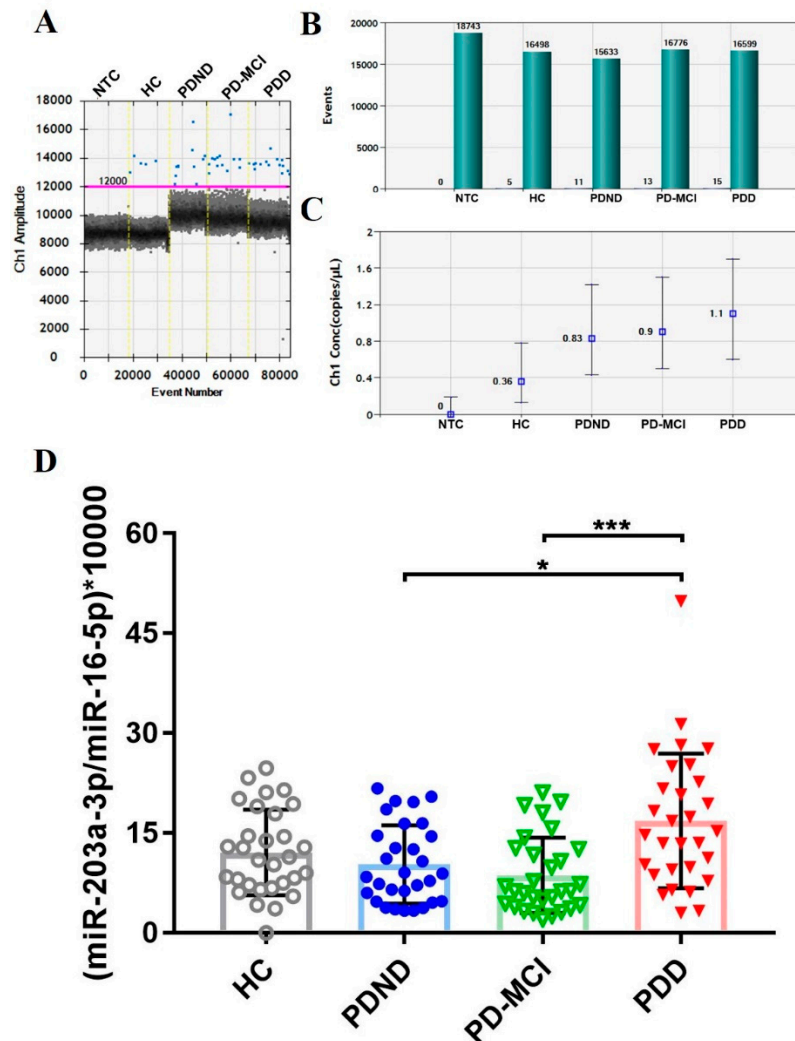 A
NTC HC PDND PD-MCI PDD
18000
16000
14000
12000
10000
8000
6000
4000
2000
0
12000
Ch1 Amplitude
0 20000 40000 60000 80000
Event Number
B
Events
20000
15000
10000
5000
0
18743 16498 15633 16776 16599
0 5 11 13 15
NTC HC PDND PD-MCI PDD
C
Ch1 Conc(copies/µL)
2
1.6
1.2
0.8
0.4
0
0 0.36 0.83 0.9 1.1
NTC HC PDND PD-MCI PDD
D
(miR-203a-3p/miR-16-5p)*10000
60
45
30
15
0
***
*
HC PDND PD-MCI PDD